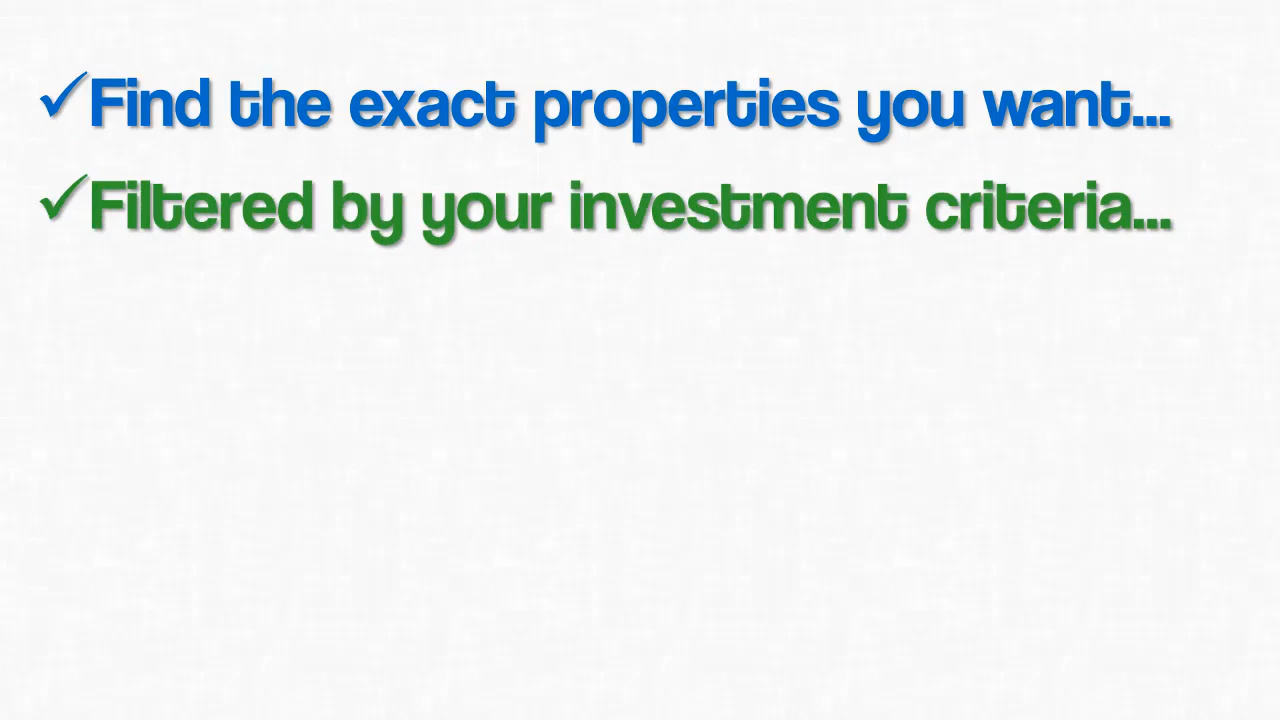 ✓Find the exact properties you want...
✓Filtered by your investment criteria...